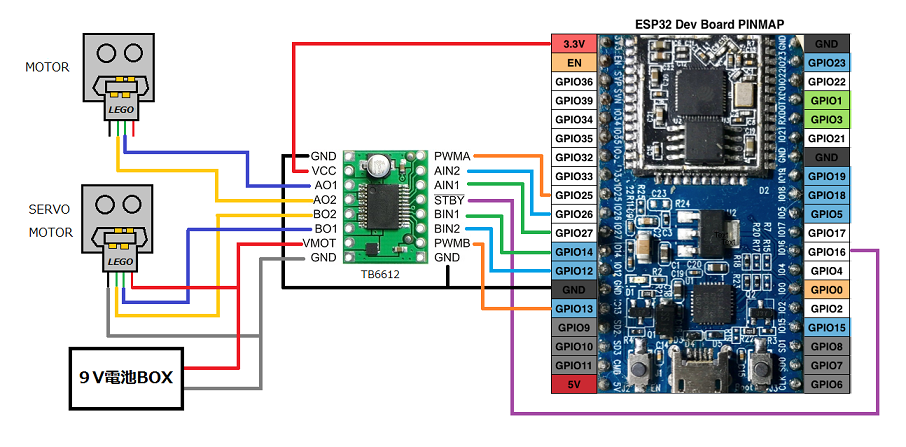 ESP32 Dev Board PINMAP
MOTOR
LEGO
SERVO
MOTOR
LEGO
9V電池BOX
GND
VCC
AO1
AO2
BO2
BO1
VMOT
GND
TB6612
PWMA
AIN2
AIN1
STBY
BIN1
BIN2
PWMB
GND
3.3V
EN
GPIO36
GPIO39
GPIO34
GPIO35
GPIO32
GPIO33
GPIO25
GPIO26
GPIO27
GPIO14
GPIO12
GND
GPIO13
GPIO9
GPIO10
GPIO11
5V
GND
GPIO23
GPIO22
GPIO1
GPIO3
GPIO21
GND
GPIO19
GPIO18
GPIO5
GPIO17
GPIO16
GPIO4
GPIO0
GPIO2
GPIO15
GPIO8
GPIO7
GPIO6